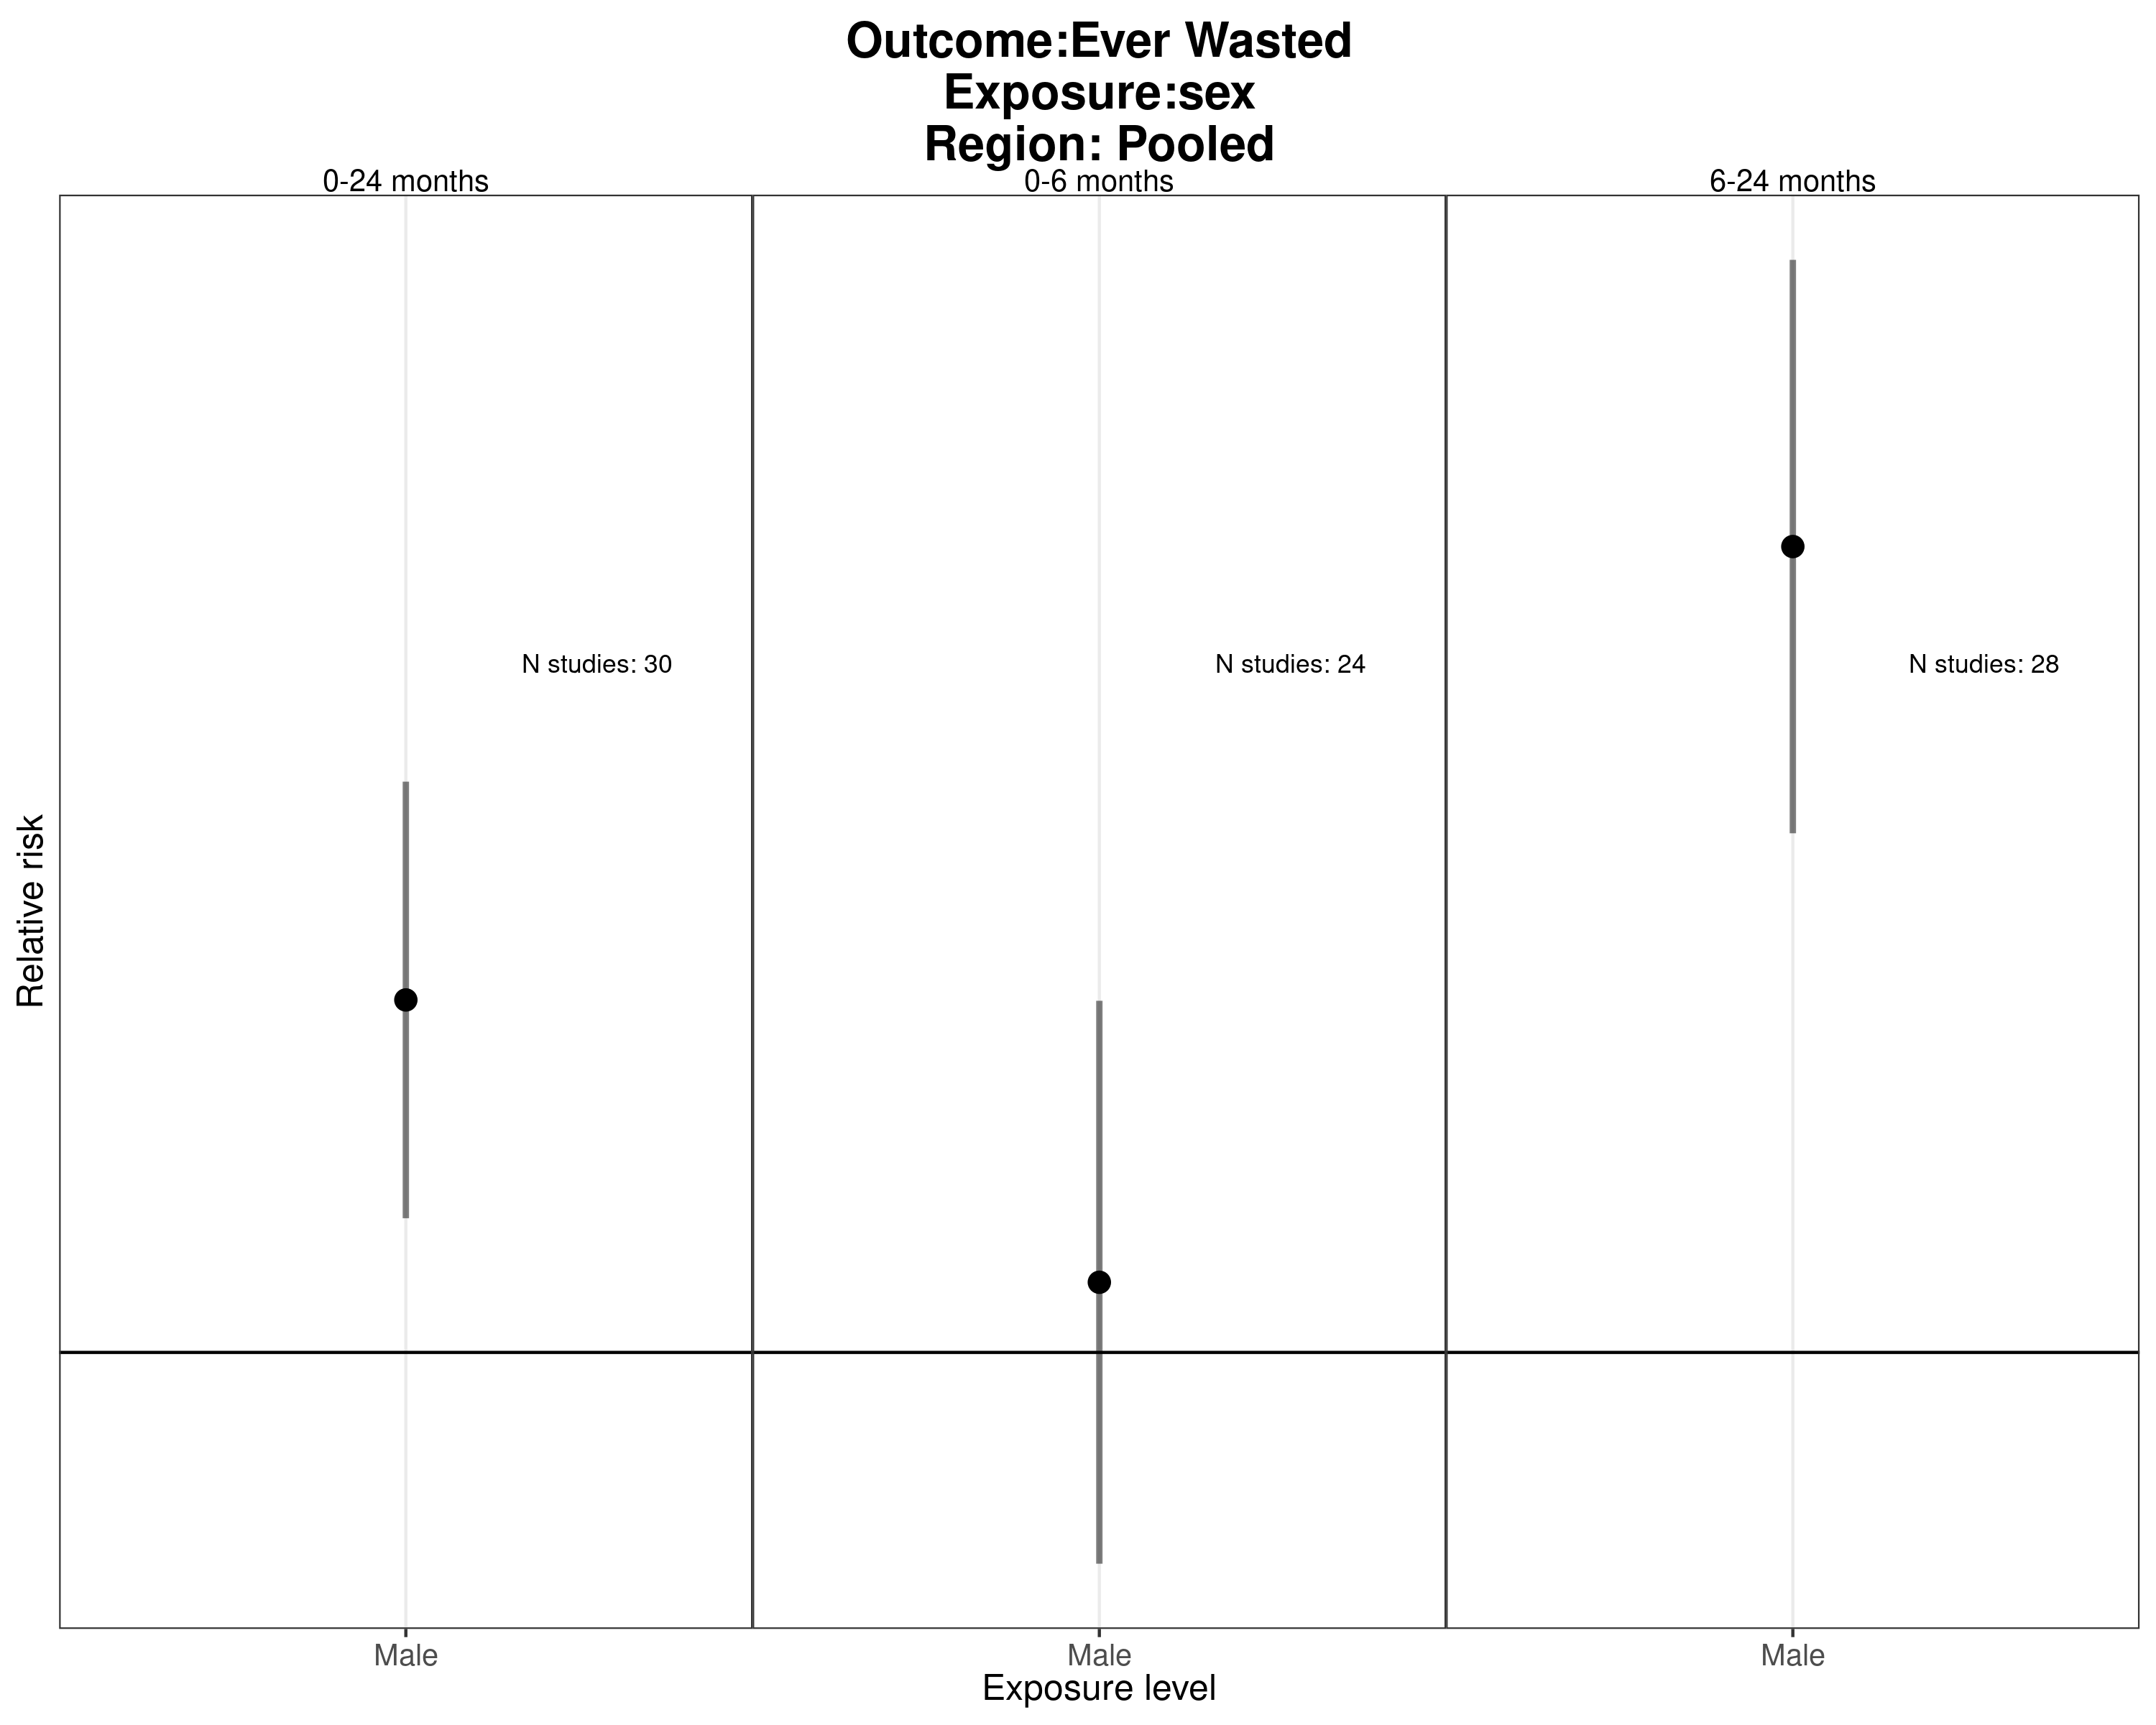 Outcome:Ever Wasted
Exposure:sex
Region: Pooled
0-24 months
0-6 months
6-24 months
N studies: 30
N studies: 24
N studies: 28
Relative risk
Male
Male
Male
Exposure level